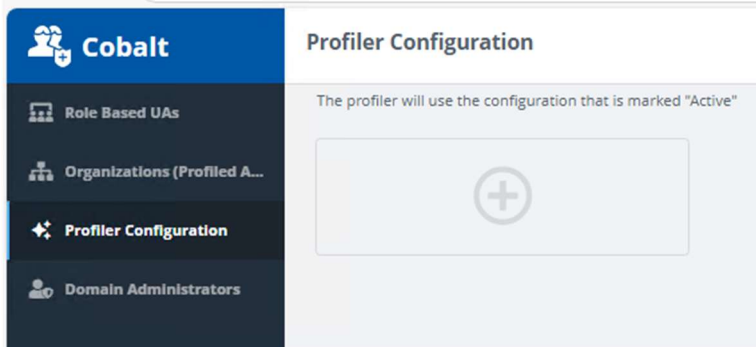 Cobalt
Profiler Configuration
Role Based UAs
Organizations (Profiled A...
Profiler Configuration
Domain Administrators
The profiler will use the configuration that is marked "Active"